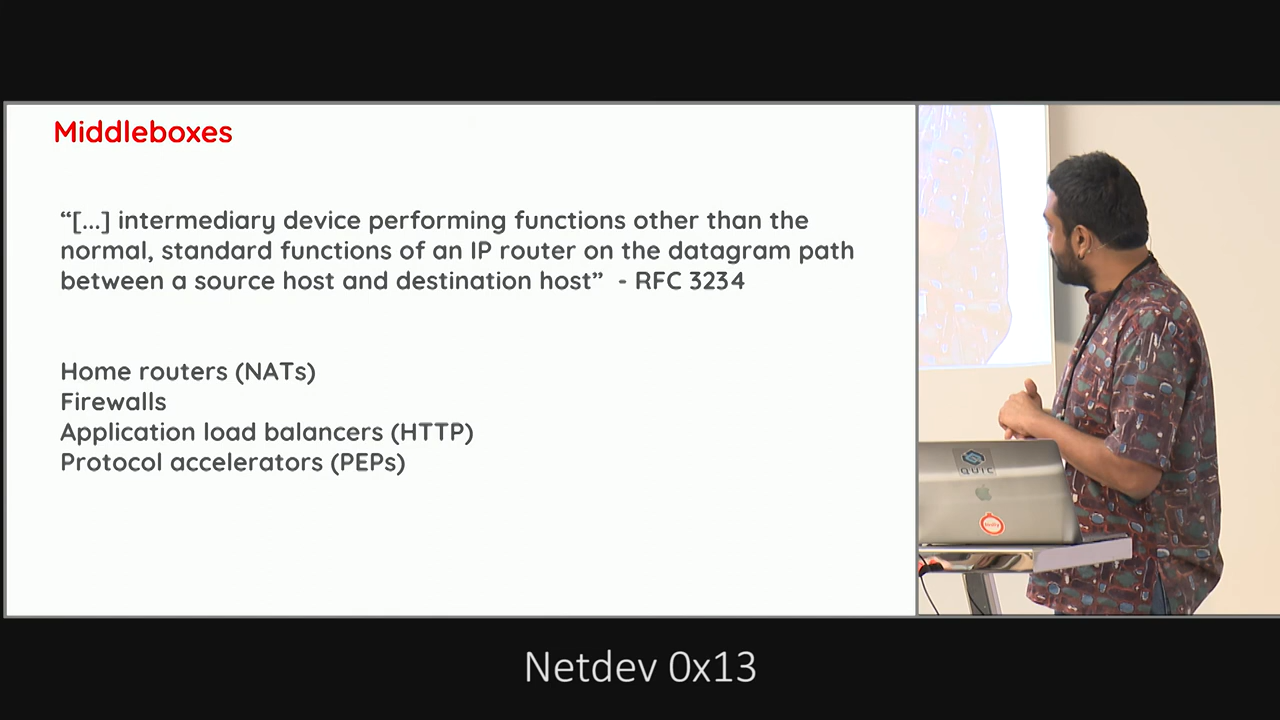 Middleboxes
“[...] intermediary device performing functions other than the
normal, standard functions of an IP router on the datagram path
between a source host and destination host” - RFC 3234
Home routers (NATs)
Firewalls
Application load balancers (HTTP)
Protocol accelerators (PEPs)
QUIC
fastly
Netdev 0x13